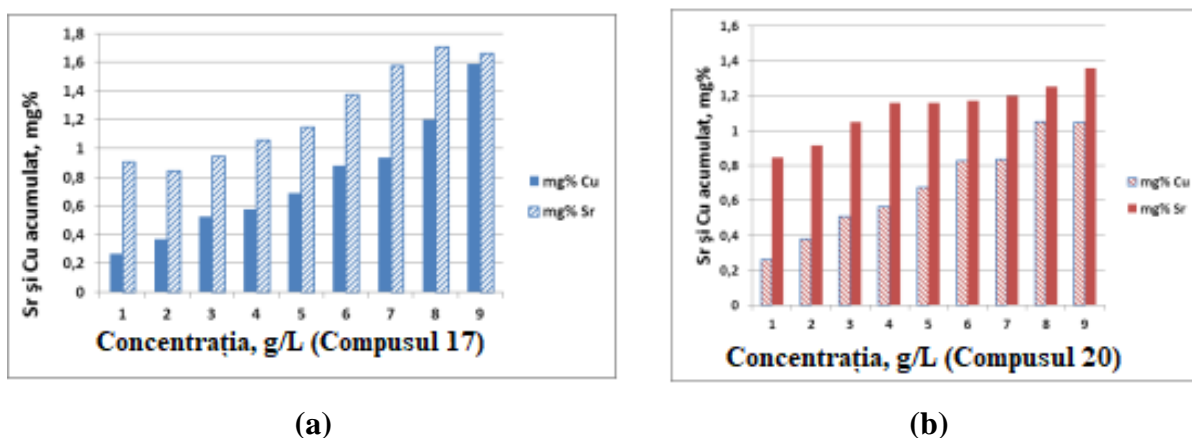 1,8
1,6
1,4
1,2
1
0,8
0,6
0,4
0,2
0
Sr și Cu acumulat, mg%
1 2 3 4 5 6 7 8 9
Concentrația, g/L (Compusul 17)
mg% Cu
mg% Sr
(a)
1,6
1,4
1,2
1
0,8
0,6
0,4
0,2
0
Sr și Cu acumulat, mg%
1 2 3 4 5 6 7 8 9
Concentrația, g/L (Compusul 20)
mg% Cu
mg% Sr
(b)